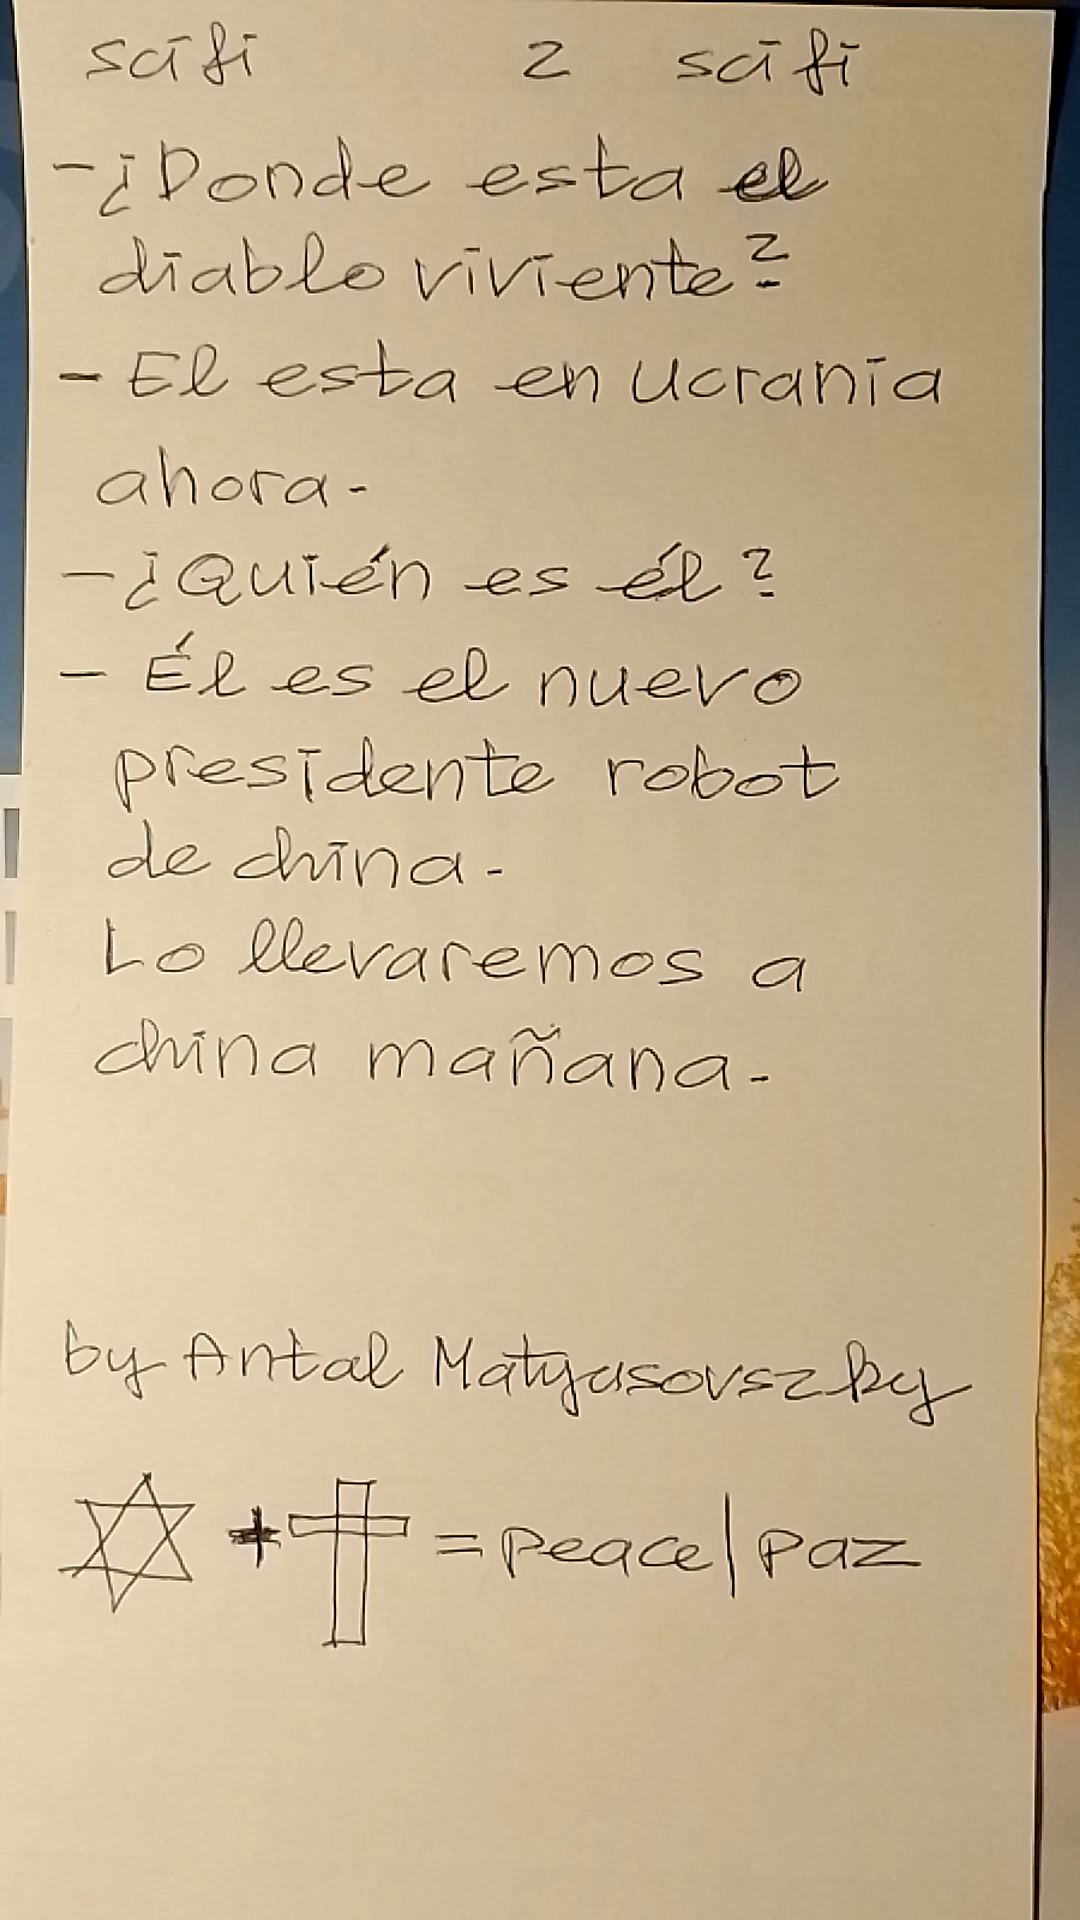 scifi 2 scifi
-¿Donde esta el
diablo viviente?
- El esta en ucrania
ahora.
-¿Quién es él?
- Él es el nuevo
presidente robot
de china.
Lo llevaremos a
china mañana.
by Antal Matyasovszky
✡ + ✝ = peace | paz